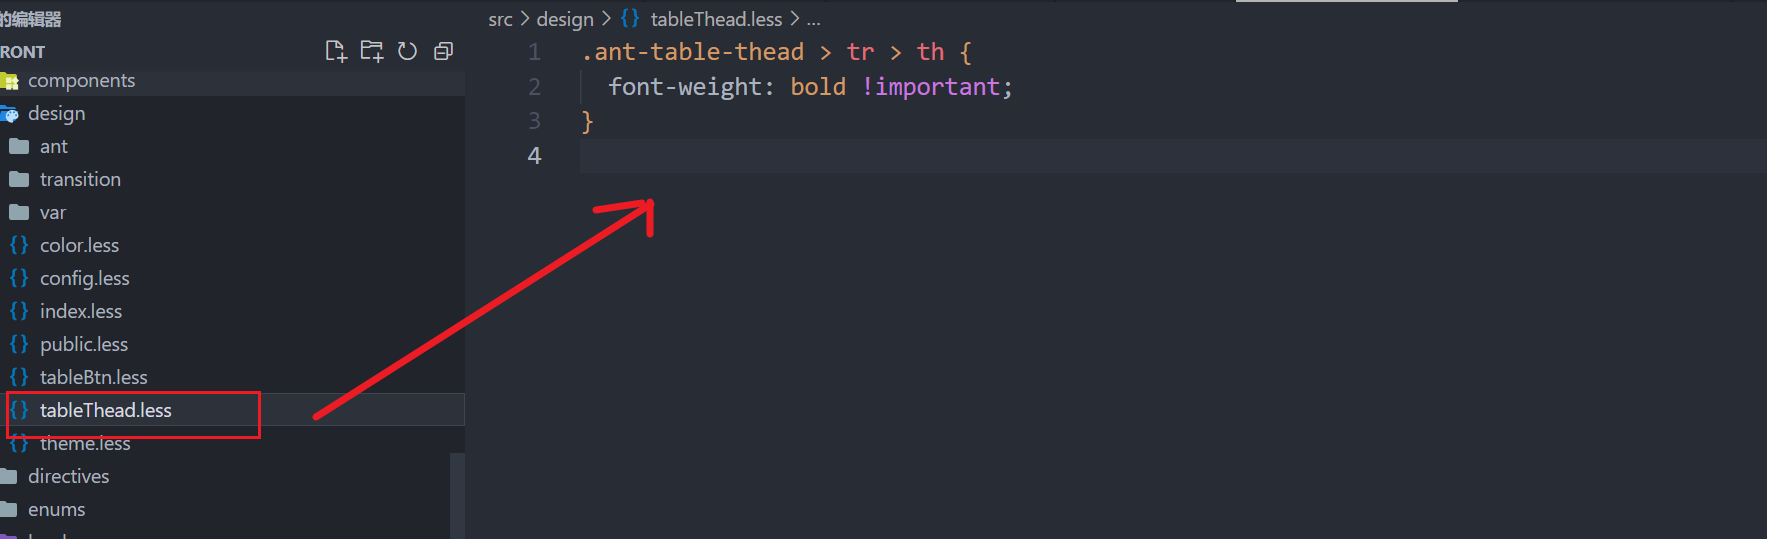 的编辑器
RONT
components
design
ant
transition
var
{} color.less
{} config.less
{} index.less
{} public.less
{} tableBtn.less
{} tableThead.less
{} theme.less
directives
enums
src > design > {} tableThead.less > ...
1 .ant-table-thead > tr > th {
2 font-weight: bold !important;
3 }
4